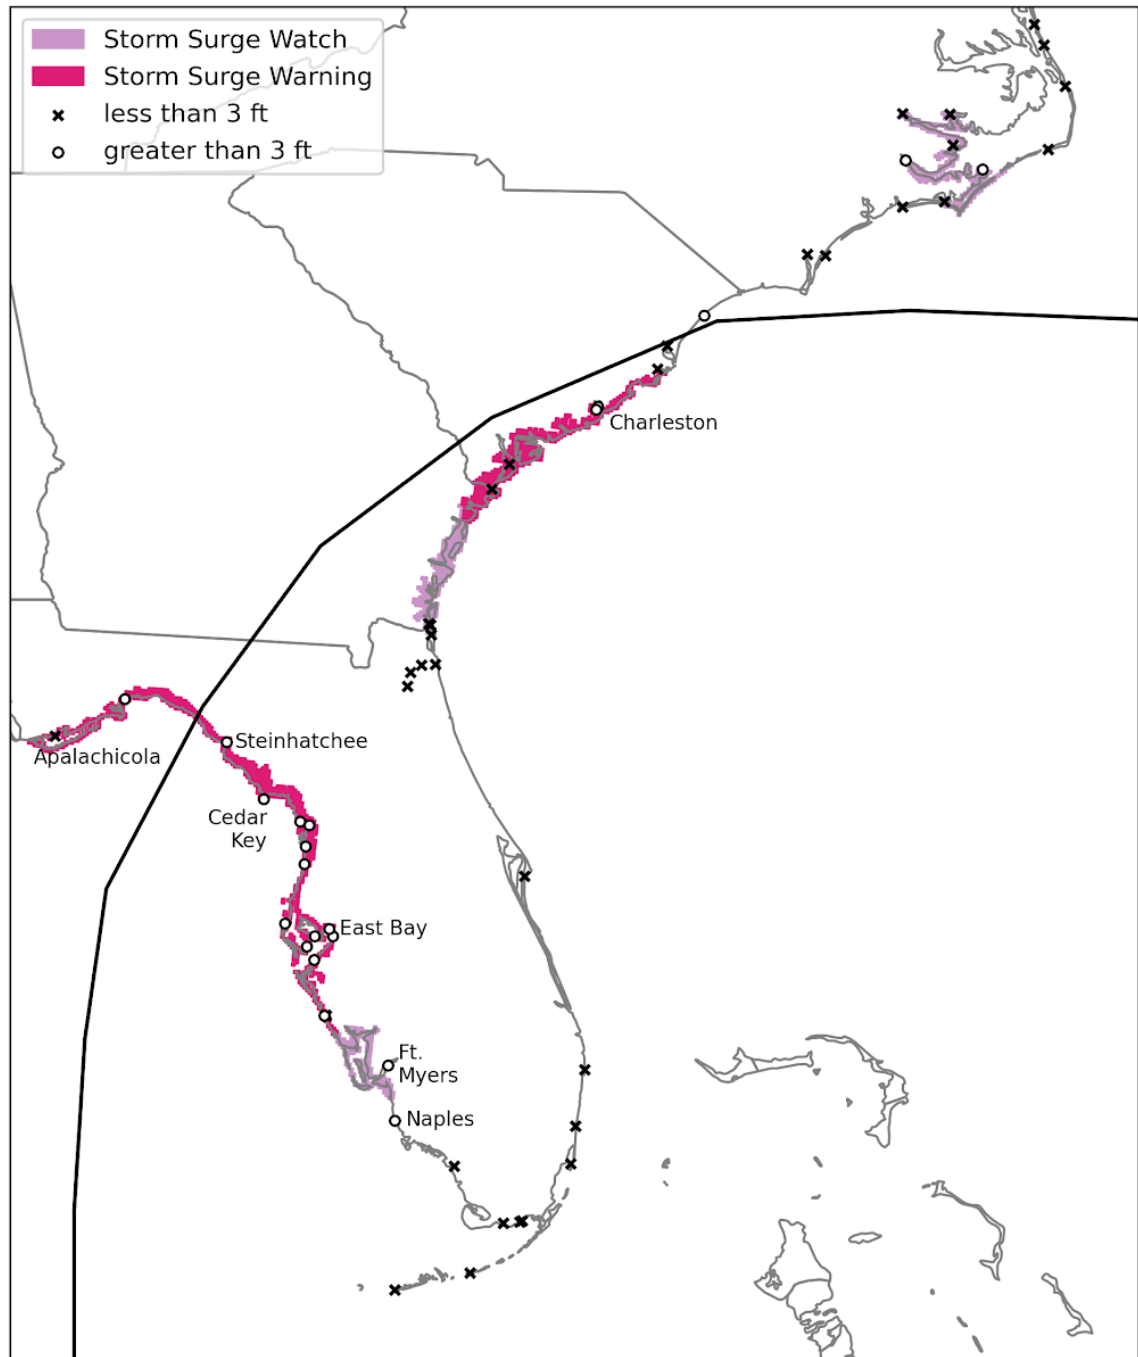 Storm Surge Watch
Storm Surge Warning
less than 3 ft
greater than 3 ft
Charleston
Steinhatchee
Apalachicola
Cedar
Key
East Bay
Ft.
Myers
Naples